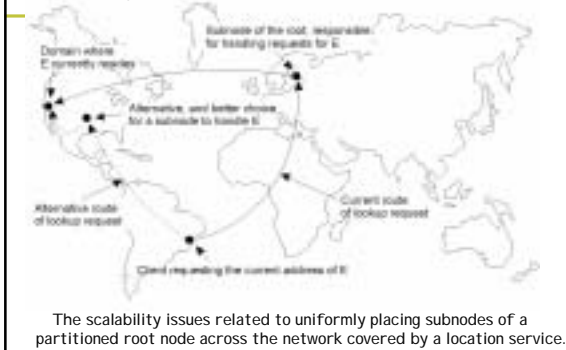 Subnode of the root, responsible
for handling requests for E
Domain where
E currently resides
Alternative, and better choice
for a subnode to handle E
Alternative route
of lookup request
Current route
of lookup request
Client requesting the current address of E
The scalability issues related to uniformly placing subnodes of a
partitioned root node across the network covered by a location service.